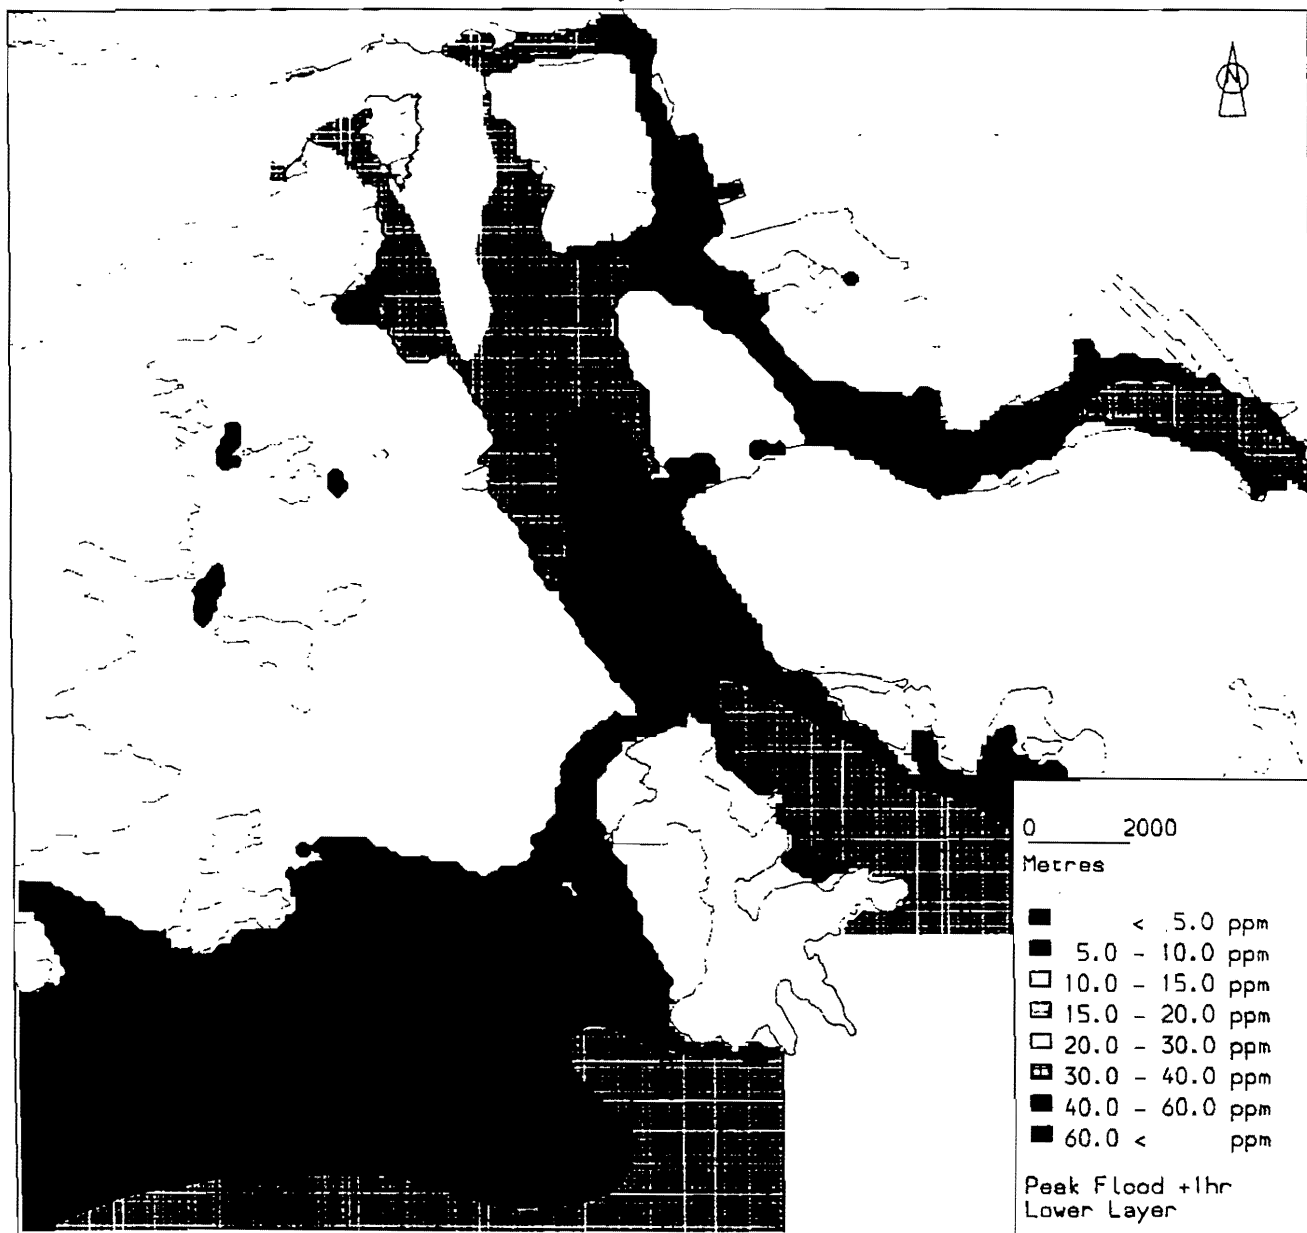 N
0 2000
Metres
< 5.0 ppm
5.0 - 10.0 ppm
10.0 - 15.0 ppm
15.0 - 20.0 ppm
20.0 - 30.0 ppm
30.0 - 40.0 ppm
40.0 - 60.0 ppm
60.0 < ppm
Peak Flood +1hr
Lower Layer